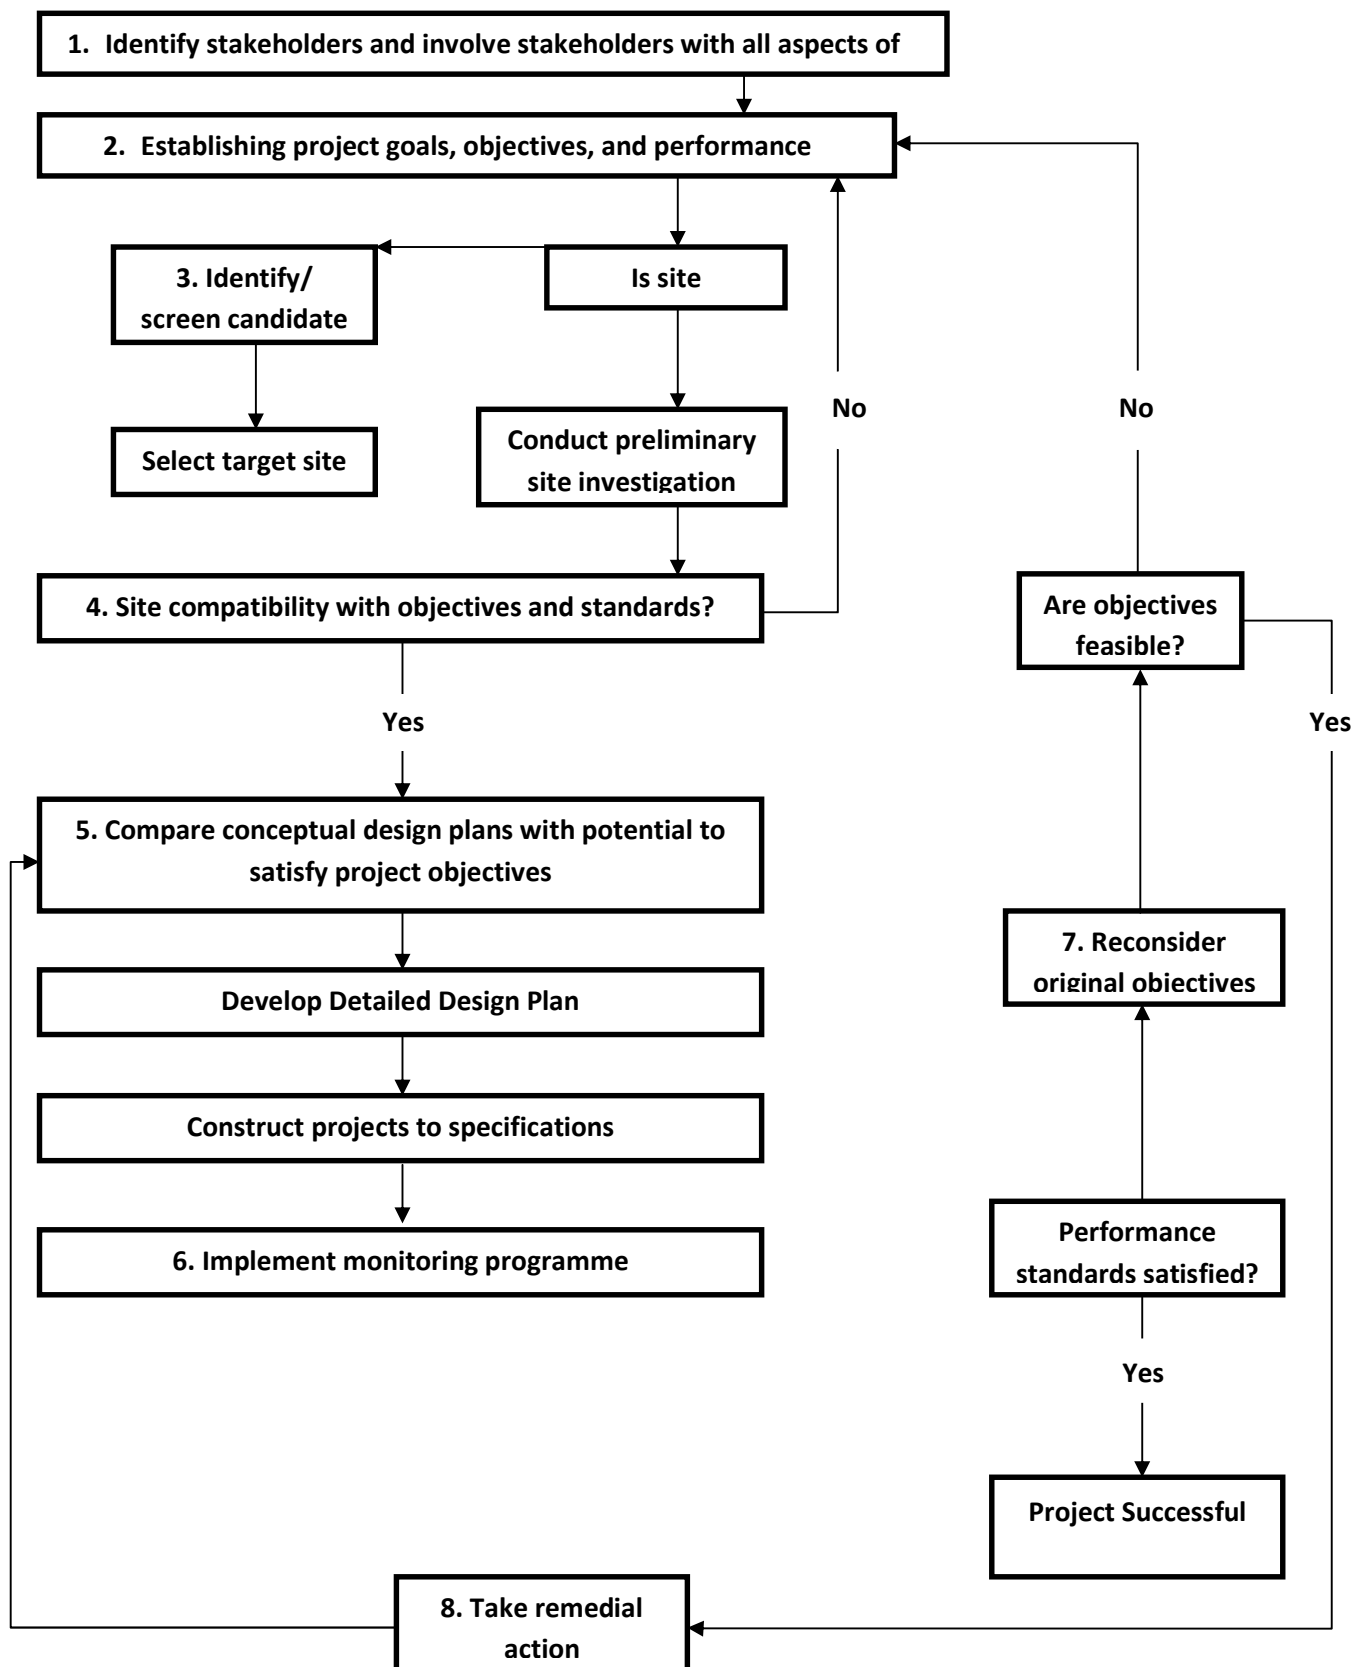 1. Identify stakeholders and involve stakeholders with all aspects of
2. Establishing project goals, objectives, and performance
3. Identify/
screen candidate
Is site
Select target site
Conduct preliminary
site investigation
No
No
4. Site compatibility with objectives and standards?
Are objectives
feasible?
Yes
Yes
5. Compare conceptual design plans with potential to
satisfy project objectives
Develop Detailed Design Plan
7. Reconsider
original objectives
Construct projects to specifications
6. Implement monitoring programme
Performance
standards satisfied?
Yes
Project Successful
8. Take remedial
action